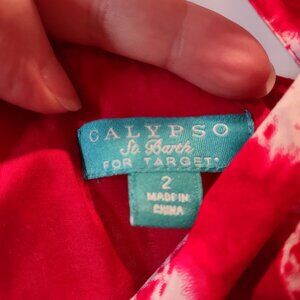 CALYPSO
St. Barth
FOR TARGET®
2
MADE IN
CHINA